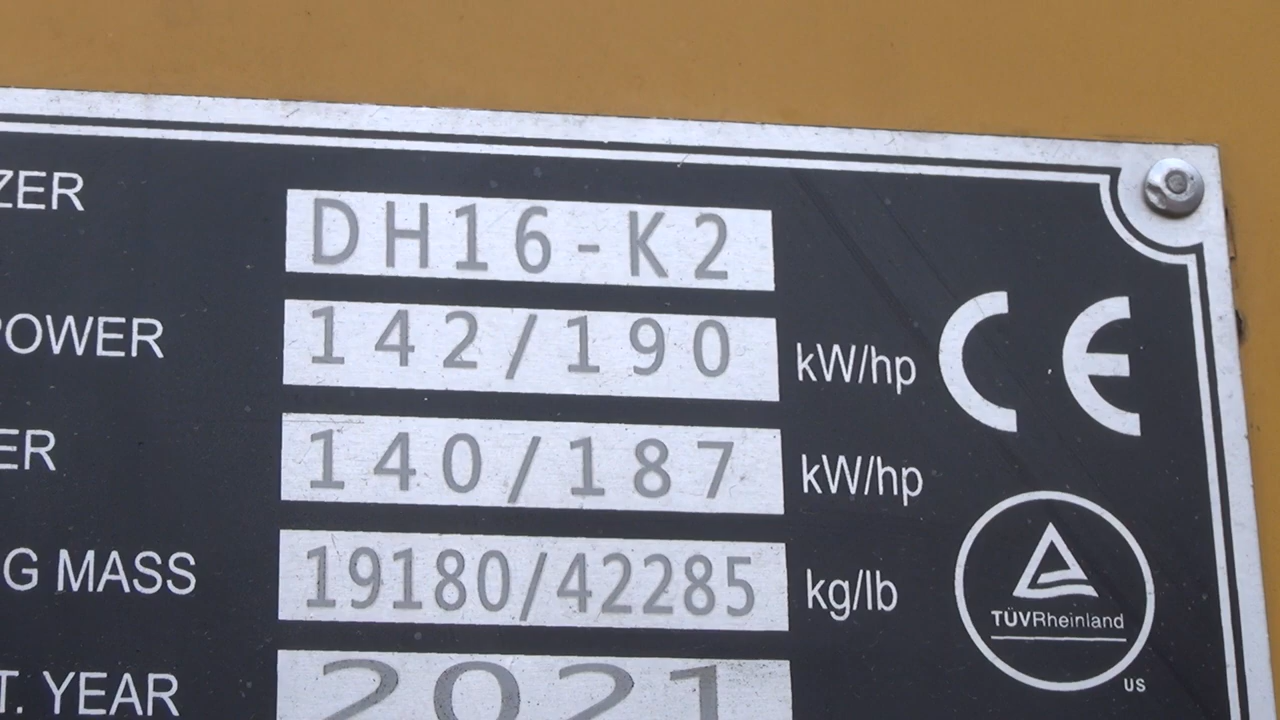 ZER DH16-K2
POWER 142/190 kW/hp
ER 140/187 kW/hp
G MASS 19180/42285 kg/lb
T. YEAR 2021
CE
TÜVRheinland
US